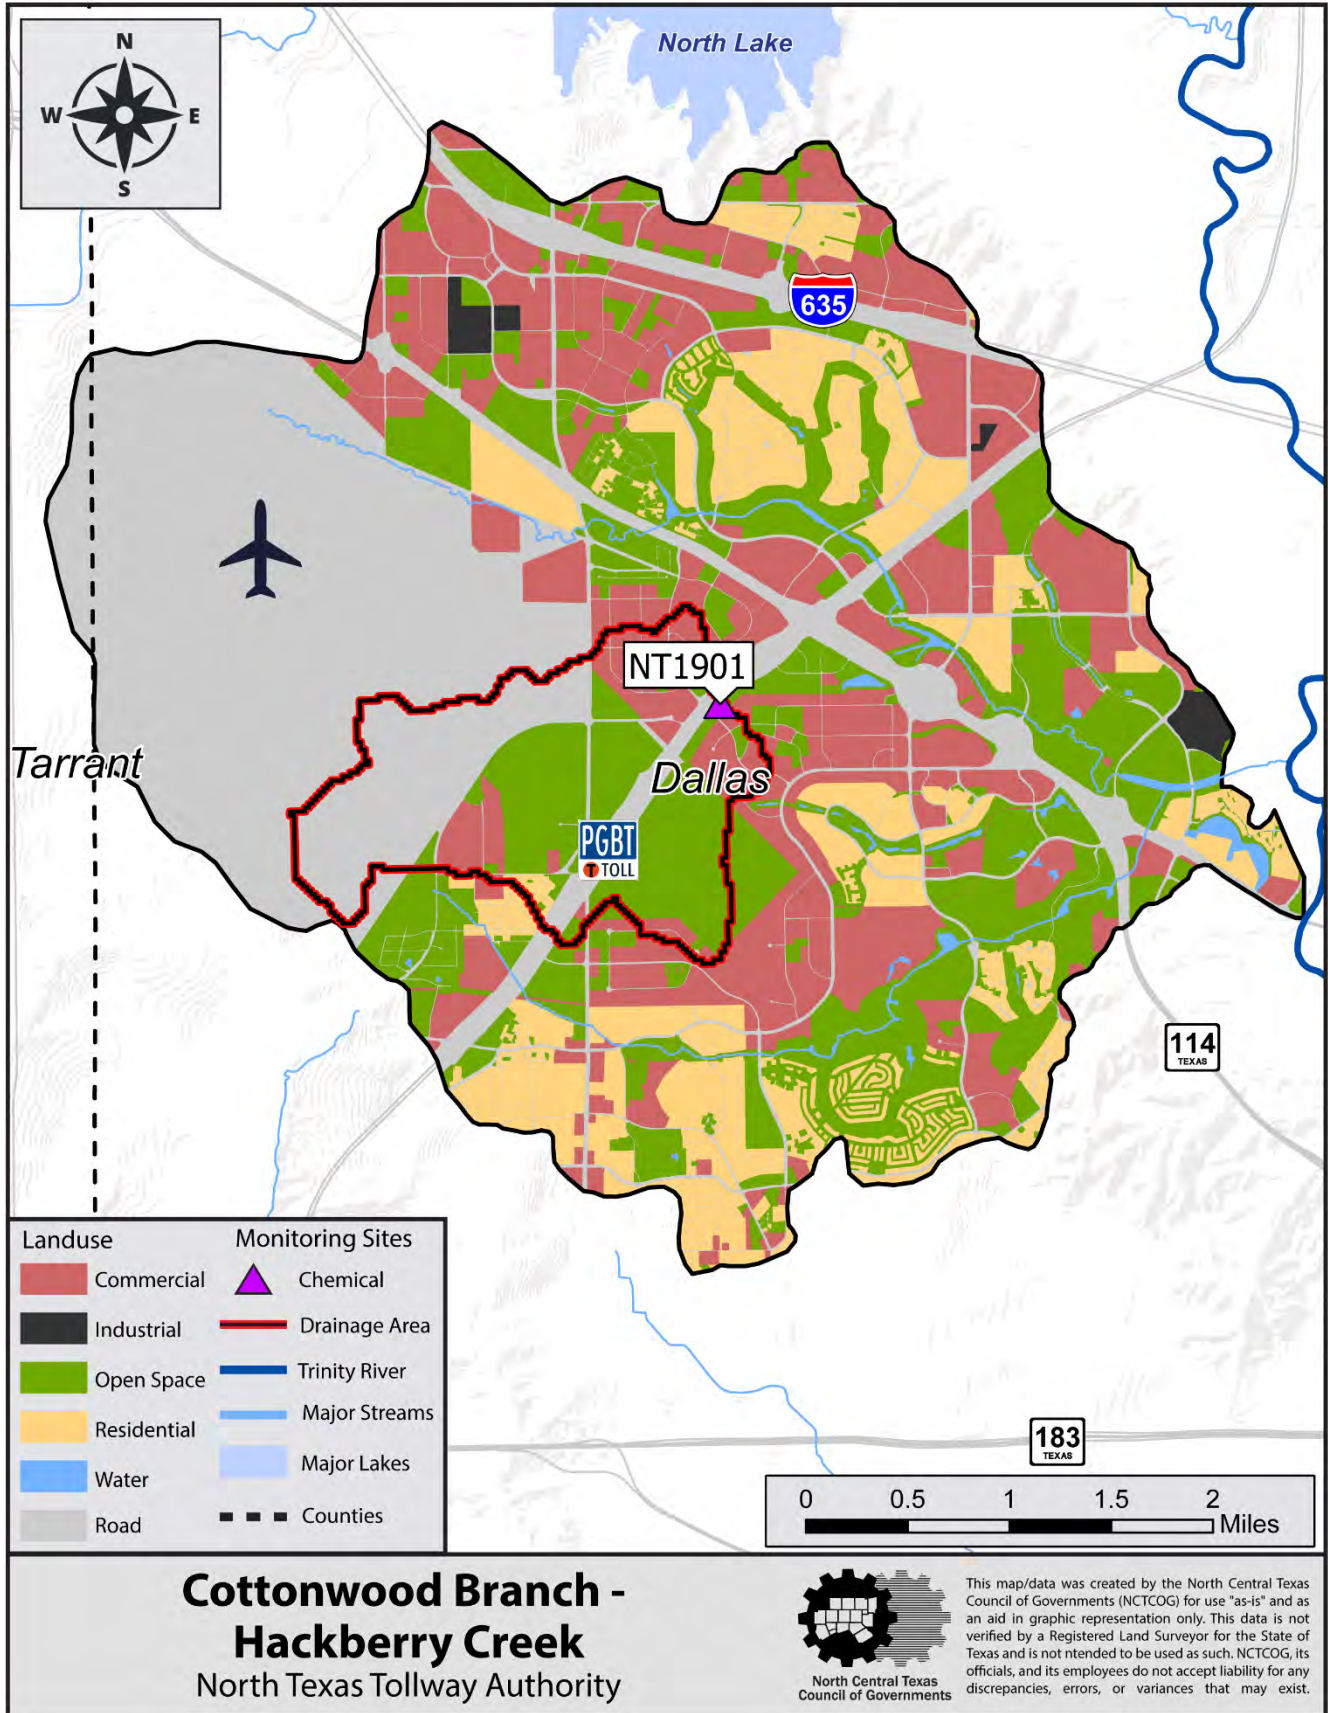 N
W
E
S
North Lake
635
NT1901
Tarrant
Dallas
PGBT
T TOLL
114
TEXAS
183
TEXAS
Landuse
Commercial
Industrial
Open Space
Residential
Water
Road
Monitoring Sites
Chemical
Drainage Area
Trinity River
Major Streams
Major Lakes
Counties
0 0.5 1 1.5 2
Miles
Cottonwood Branch -
Hackberry Creek
North Texas Tollway Authority
North Central Texas
Council of Governments
This map/data was created by the North Central Texas
Council of Governments (NCTCOG) for use "as-is" and as
an aid in graphic representation only. This data is not
verified by a Registered Land Surveyor for the State of
Texas and is not ntended to be used as such. NCTCOG, its
officials, and its employees do not accept liability for any
discrepancies, errors, or variances that may exist.